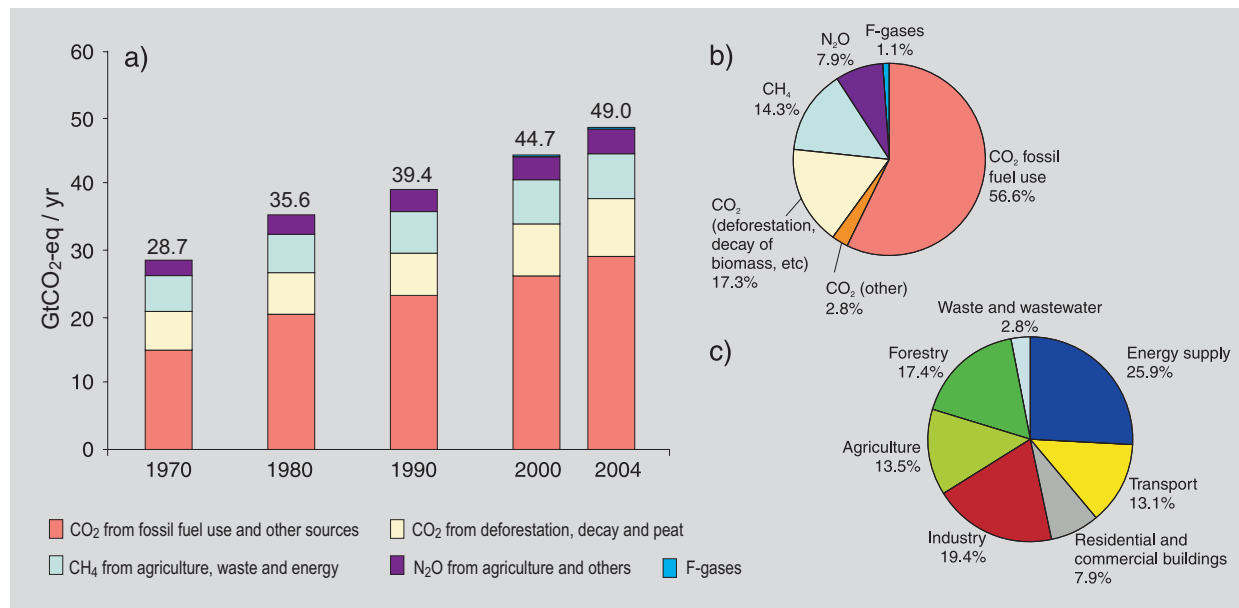 a)
GtCO₂-eq / yr
60
50
40
30
20
10
0
28.7
35.6
39.4
44.7
49.0
1970
1980
1990
2000
2004
CO₂ from fossil fuel use and other sources
CO₂ from deforestation, decay and peat
CH₄ from agriculture, waste and energy
N₂O from agriculture and others
F-gases
b)
F-gases
1.1%
N₂O
7.9%
CH₄
14.3%
CO₂ fossil
fuel use
56.6%
CO₂
(deforestation,
decay of
biomass, etc)
17.3%
CO₂ (other)
2.8%
c)
Waste and wastewater
2.8%
Forestry
17.4%
Energy supply
25.9%
Agriculture
13.5%
Transport
13.1%
Industry
19.4%
Residential and
commercial buildings
7.9%